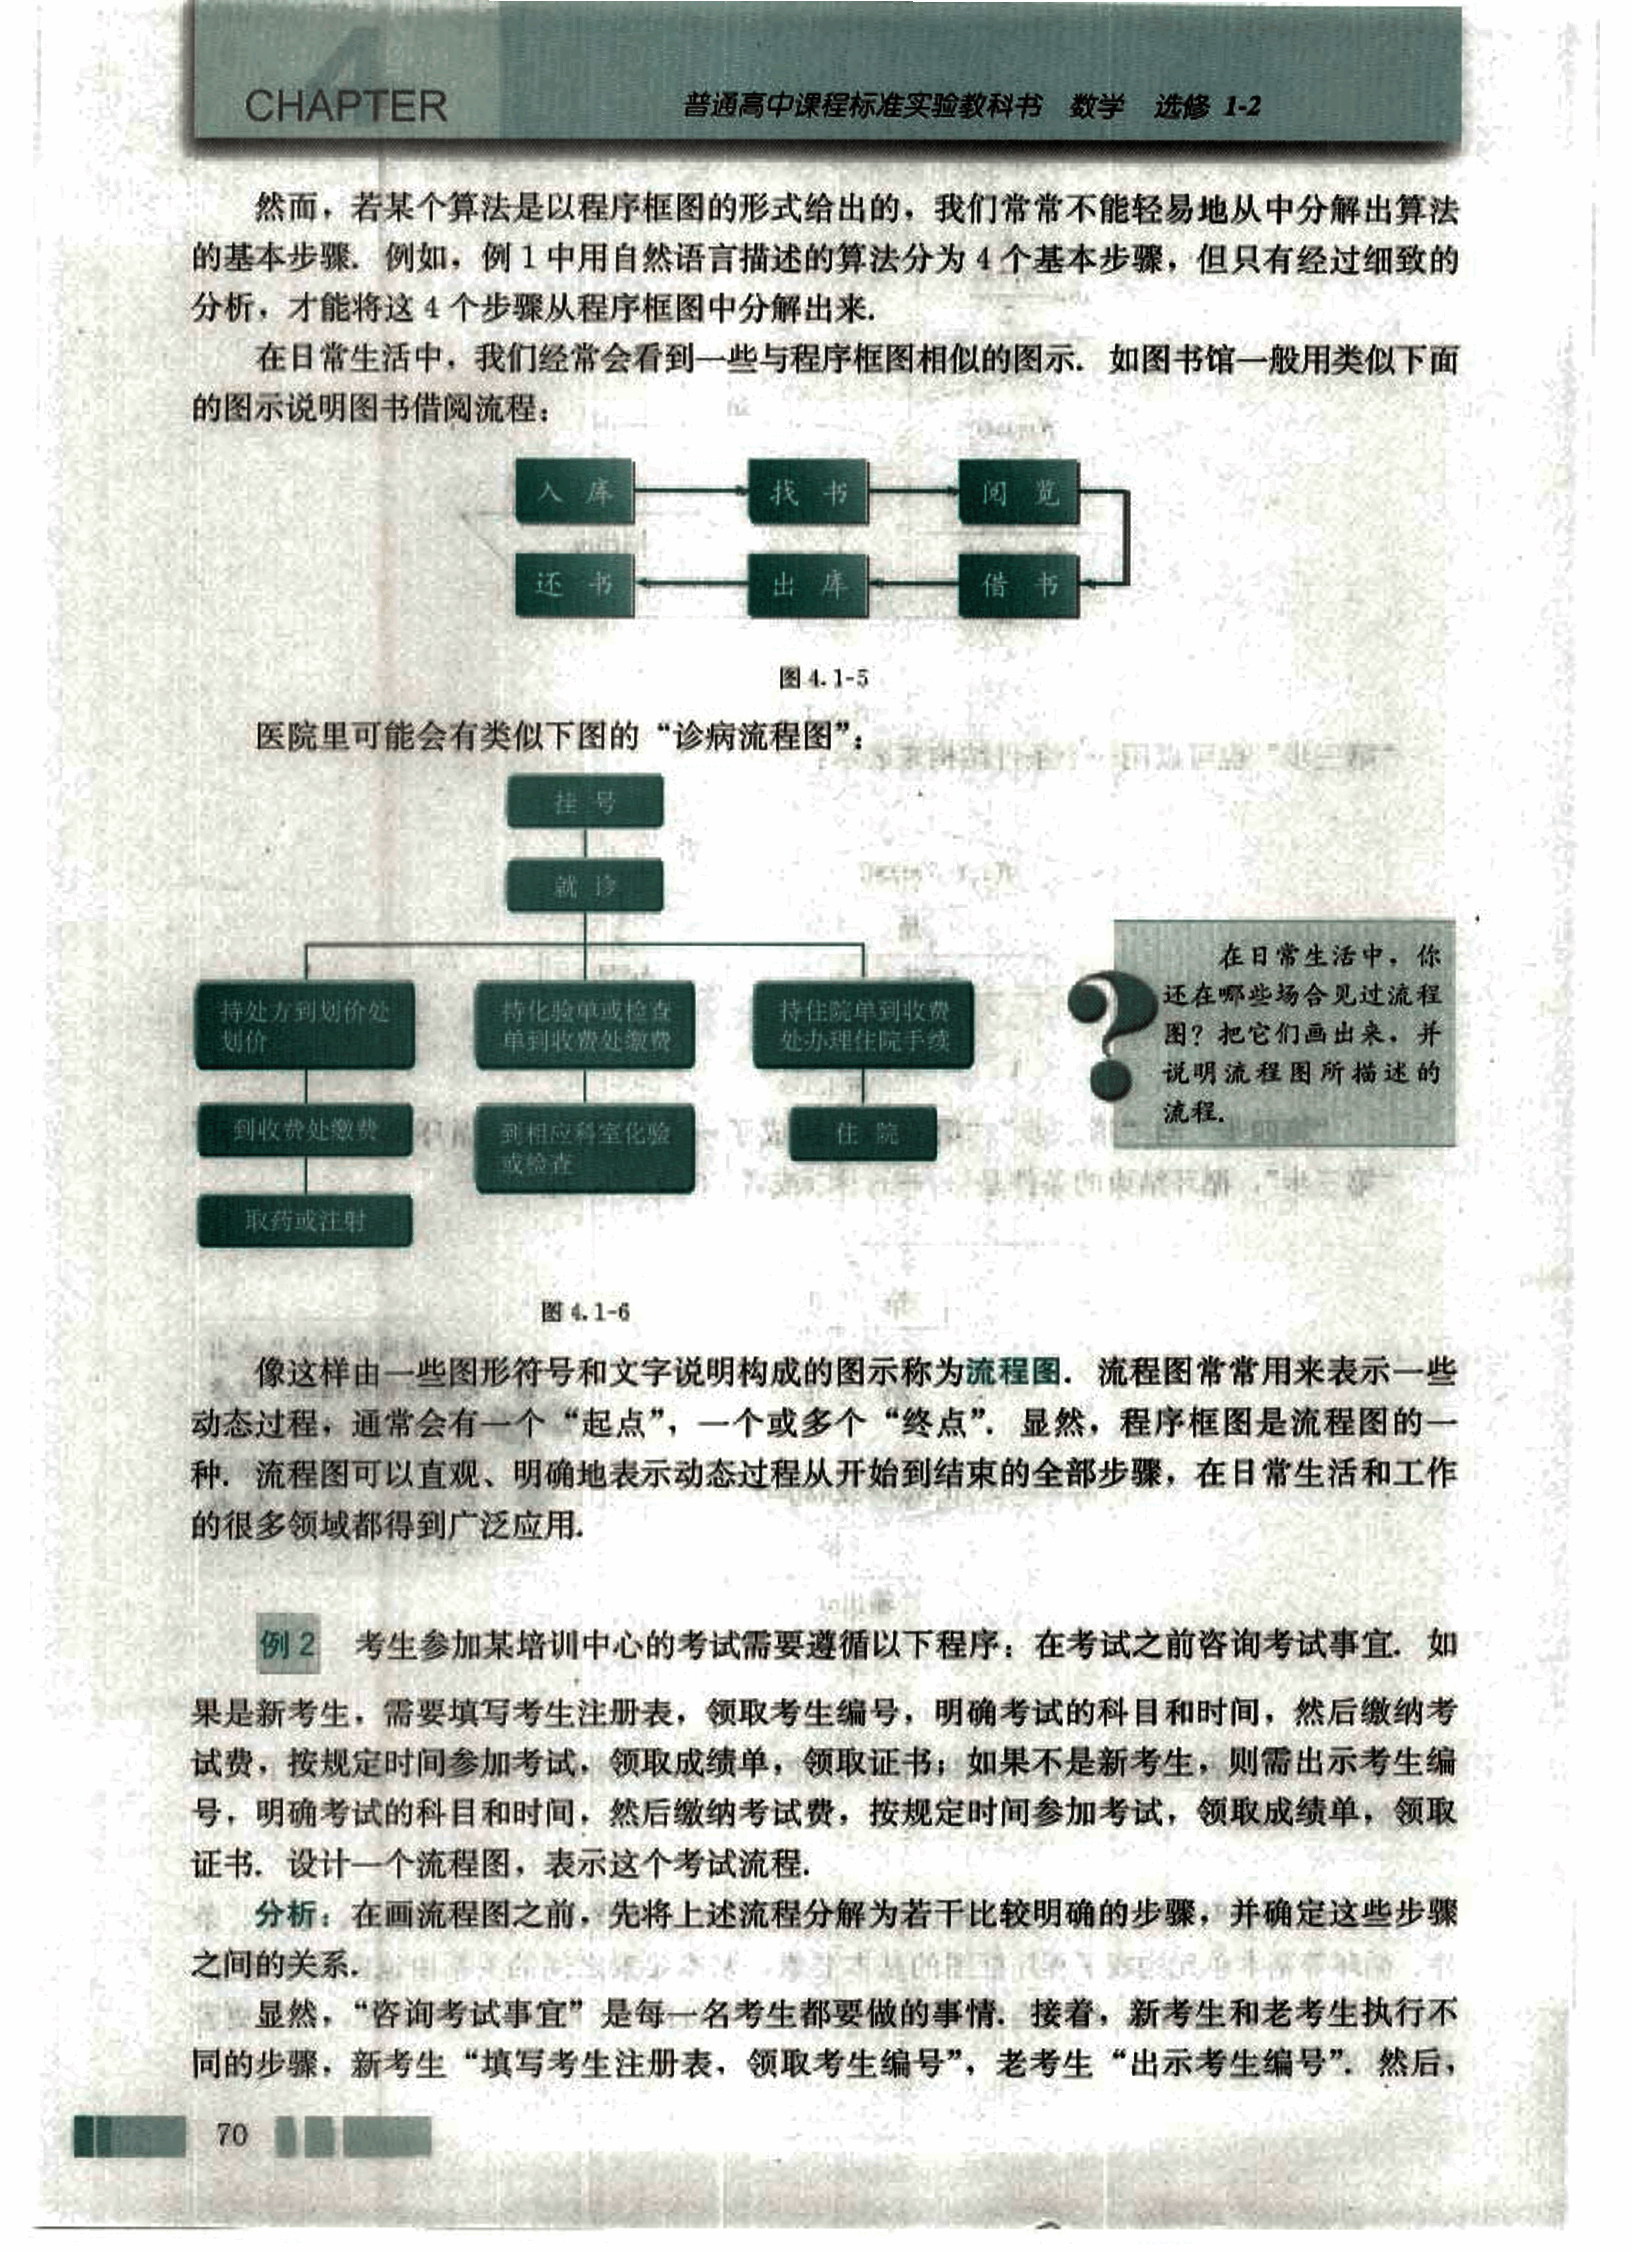 CHAPTER 4
普通高中课程标准实验教科书 数学 选修 1-2
然而，若某个算法是以程序框图的形式给出的，我们常常不能轻易地从中分解出算法
的基本步骤．例如，例1中用自然语言描述的算法分为4个基本步骤，但只有经过细致的
分析，才能将这4个步骤从程序框图中分解出来．
在日常生活中，我们经常会看到一些与程序框图相似的图示．如图书馆一般用类似下面
的图示说明图书借阅流程：
入 库 找 书 阅 览
还 书 出 库 借 书
图4.1-5
医院里可能会有类似下图的“诊病流程图”：
挂 号
就 诊
持处方到划价处
划价
持化验单或检查
单到收费处缴费
持住院单到收费
处办理住院手续
到收费处缴费
到相应科室化验
或检查
住 院
取药或注射
在日常生活中，你
还在哪些场合见过流程
图？把它们画出来，并
说明流程图所描述的
流程．
图4.1-6
像这样由一些图形符号和文字说明构成的图示称为流程图．流程图常常用来表示一些
动态过程，通常会有一个“起点”，一个或多个“终点”．显然，程序框图是流程图的一
种．流程图可以直观、明确地表示动态过程从开始到结束的全部步骤，在日常生活和工作
的很多领域都得到广泛应用．
例2 考生参加某培训中心的考试需要遵循以下程序：在考试之前咨询考试事宜．如
果是新考生，需要填写考生注册表，领取考生编号，明确考试的科目和时间，然后缴纳考
试费，按规定时间参加考试，领取成绩单，领取证书；如果不是新考生，则需出示考生编
号，明确考试的科目和时间，然后缴纳考试费，按规定时间参加考试，领取成绩单，领取
证书．设计一个流程图，表示这个考试流程．
分析：在画流程图之前，先将上述流程分解为若干比较明确的步骤，并确定这些步骤
之间的关系．
显然，“咨询考试事宜”是每一名考生都要做的事情．接着，新考生和老考生执行不
同的步骤，新考生“填写考生注册表，领取考生编号”，老考生“出示考生编号”．然后，
70